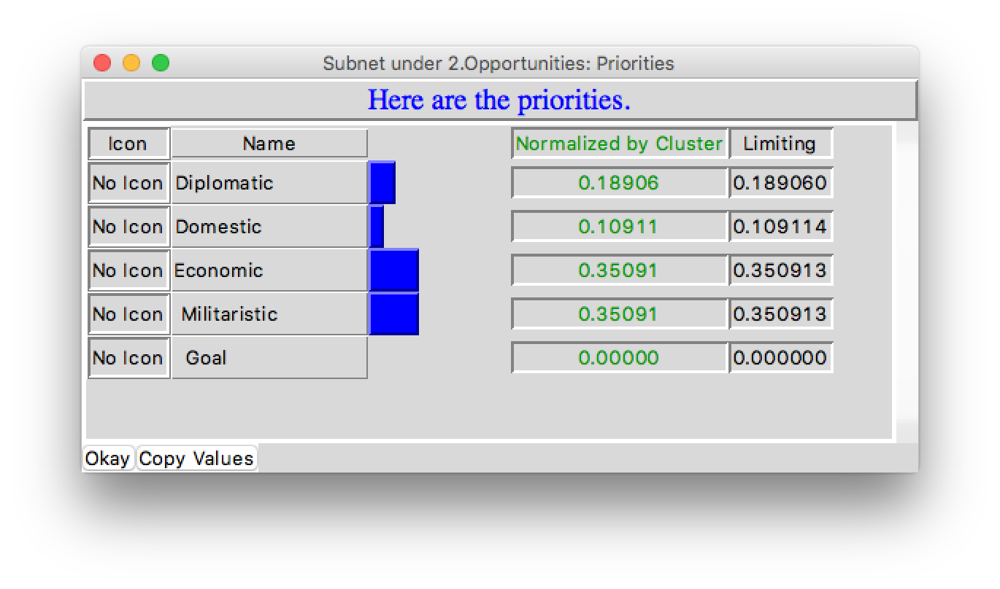 Subnet under 2.Opportunities: Priorities
Here are the priorities.
Icon Name Normalized by Cluster Limiting
No Icon Diplomatic 0.18906 0.189060
No Icon Domestic 0.10911 0.109114
No Icon Economic 0.35091 0.350913
No Icon Militaristic 0.35091 0.350913
No Icon Goal 0.00000 0.000000
Okay Copy Values